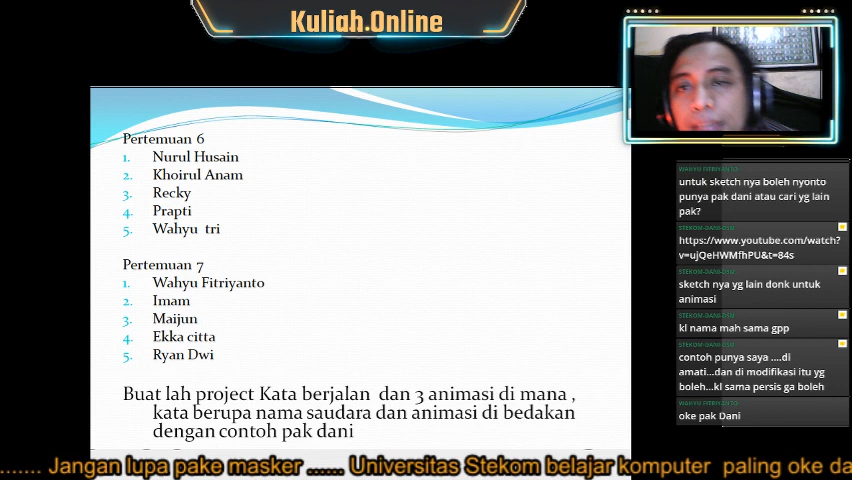 Kuliah.Online
Pertemuan 6
1. Nurul Husain
2. Khoirul Anam
3. Recky
4. Prapti
5. Wahyu tri
Pertemuan 7
1. Wahyu Fitriyanto
2. Imam
3. Maijun
4. Ekka citta
5. Ryan Dwi
Buat lah project Kata berjalan dan 3 animasi di mana ,
kata berupa nama saudara dan animasi di bedakan
dengan contoh pak dani
WAHYU FITRIYANTO
untuk sketch nya boleh nyonto
punya pak dani atau cari yg lain
pak?
https://www.youtube.com/watch?
v=ujQeHWMfhPU&t=84s
sketch nya yg lain donk untuk
animasi
kl nama mah sama gpp
contoh punya saya ....di
amati...dan di modifikasi itu yg
boleh...kl sama persis ga boleh
WAHYU FITRIYANTO
oke pak Dani
....... Jangan lupa pake masker ...... Universitas Stekom belajar komputer paling oke da